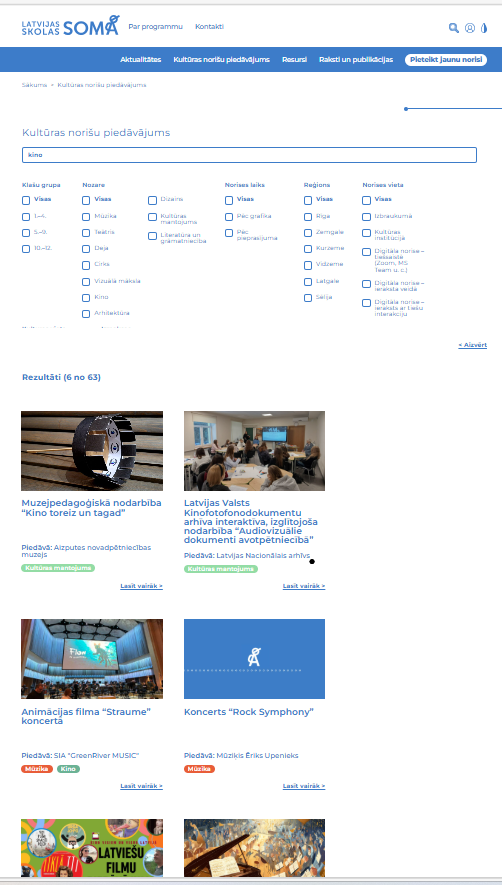 LATVIJAS
SKOLAS SOMA
Par programmu Kontakti
Aktualitātes Kultūras norišu piedāvājums Resursi Raksti un publikācijas Pieteikt jaunu norisi
Sākums • Kultūras norišu piedāvājums
Kultūras norišu piedāvājums
kino
Klašu grupa
Visas
1.–4.
5.–9.
10.–12.
Nozare
Visas
Mūzika
Teātris
Deja
Cirks
Vizuālā māksla
Kino
Arhitektūra
Dizains
Kultūras
mantojums
Literatūra un
grāmatniecība
Norises laiks
Visas
Pēc grafika
Pēc
pieprasījuma
Reģions
Visas
Rīga
Zemgale
Kurzeme
Vidzeme
Latgale
Sēlija
Norises vieta
Visas
Izbraukumā
Kultūras
institūcijā
Digitāla norise –
tiešsaistē
(Zoom, MS
Team u. c.)
Digitāla norise –
ieraksta veidā
Digitāla norise –
ieraksts ar tiešu
interakciju
< Aizvērt
Rezultāti (6 no 63)
Muzejpedagoģiskā nodarbība
“Kino toreiz un tagad”
Piedāvā: Aizputes novadpētniecības
muzejs
Kultūras mantojums
Lasīt vairāk >
Latvijas Valsts
Kinofotofonodokumentu
arhīva interaktīva, izglītojoša
nodarbība “Audiovizuālie
dokumenti avotpētniecībā”
Piedāvā: Latvijas Nacionālais arhīvs
Kultūras mantojums
Lasīt vairāk >
Flow
Animācijas filma “Straume”
koncertā
Piedāvā: SIA "GreenRiver MUSIC"
Mūzika Kino
Lasīt vairāk >
Koncerts “Rock Symphony”
Piedāvā: Mūziķis Ēriks Upenieks
Mūzika
Lasīt vairāk >
LATVIEŠU
FILMU